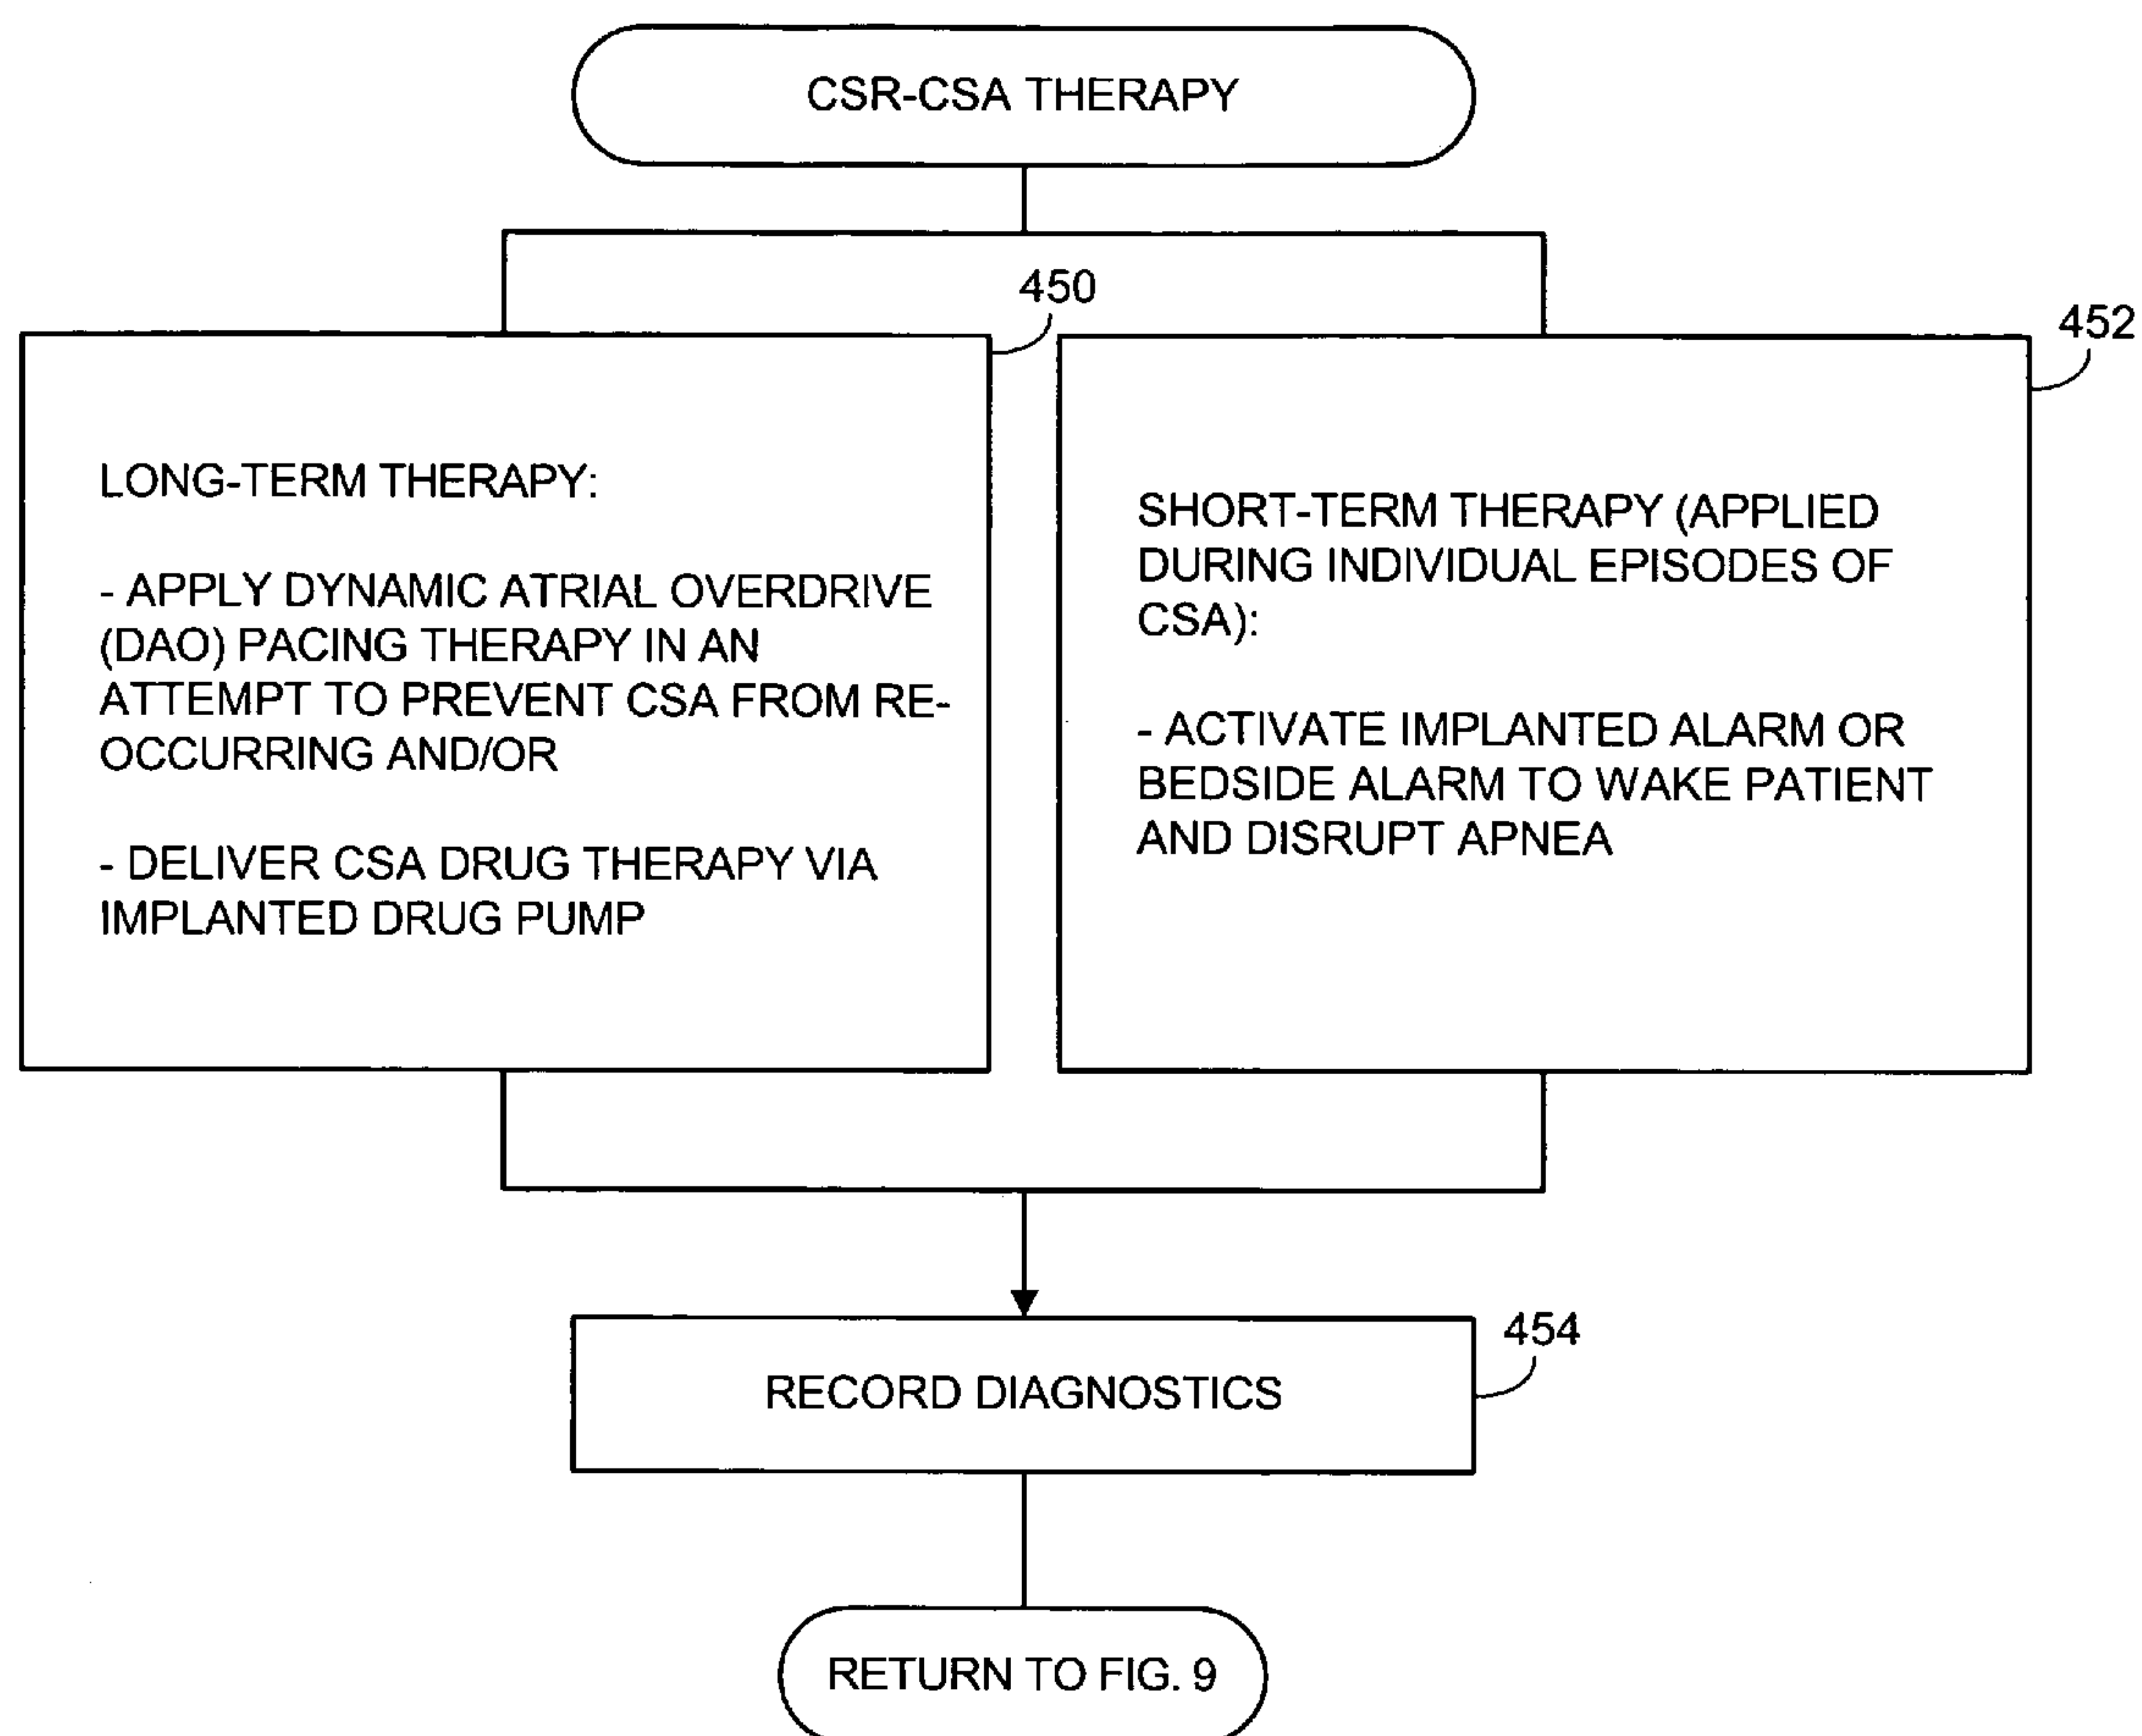 CSR-CSA THERAPY
450
452
LONG-TERM THERAPY:
- APPLY DYNAMIC ATRIAL OVERDRIVE
(DAO) PACING THERAPY IN AN
ATTEMPT TO PREVENT CSA FROM RE-
OCCURRING AND/OR
- DELIVER CSA DRUG THERAPY VIA
IMPLANTED DRUG PUMP
SHORT-TERM THERAPY (APPLIED
DURING INDIVIDUAL EPISODES OF
CSA):
- ACTIVATE IMPLANTED ALARM OR
BEDSIDE ALARM TO WAKE PATIENT
AND DISRUPT APNEA
454
RECORD DIAGNOSTICS
RETURN TO FIG. 9